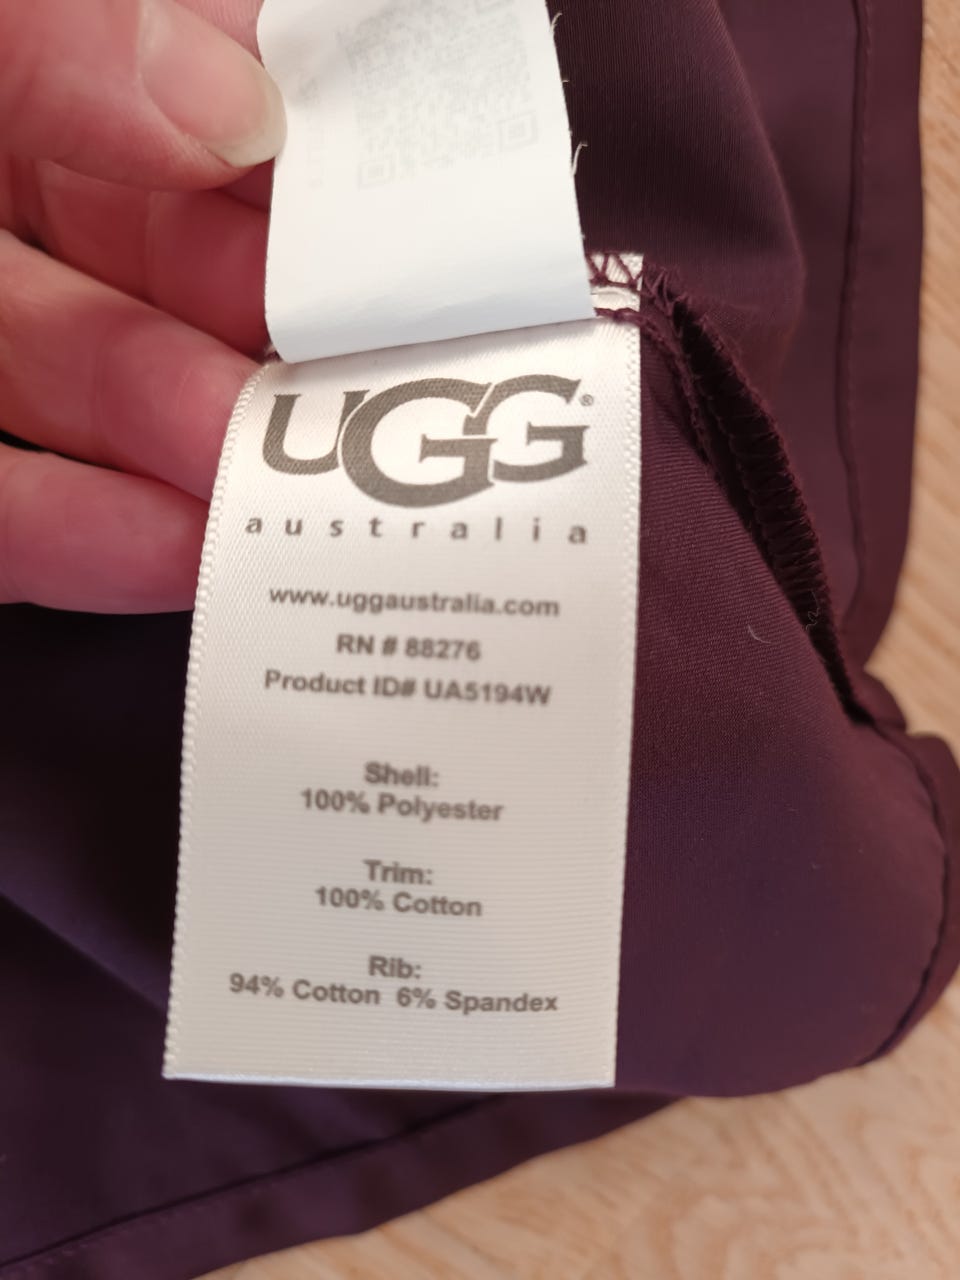 UGG®
australia
www.uggaustralia.com
RN # 88276
Product ID# UA5194W
Shell:
100% Polyester
Trim:
100% Cotton
Rib:
94% Cotton 6% Spandex